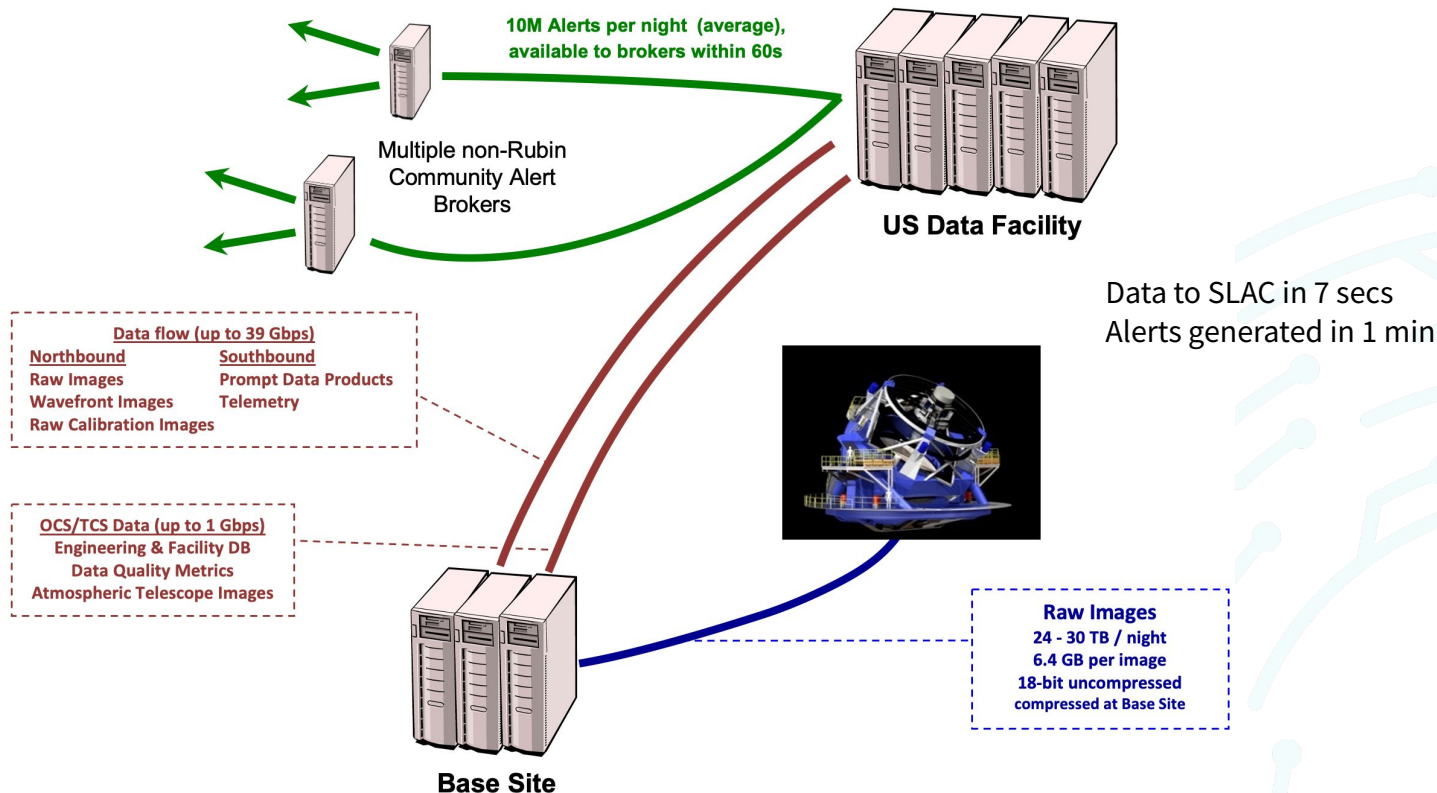 10M Alerts per night (average),
available to brokers within 60s
Multiple non-Rubin
Community Alert
Brokers
US Data Facility
Data to SLAC in 7 secs
Alerts generated in 1 min
Data flow (up to 39 Gbps)
Northbound Southbound
Raw Images Prompt Data Products
Wavefront Images Telemetry
Raw Calibration Images
OCS/TCS Data (up to 1 Gbps)
Engineering & Facility DB
Data Quality Metrics
Atmospheric Telescope Images
Raw Images
24 - 30 TB / night
6.4 GB per image
18-bit uncompressed
compressed at Base Site
Base Site